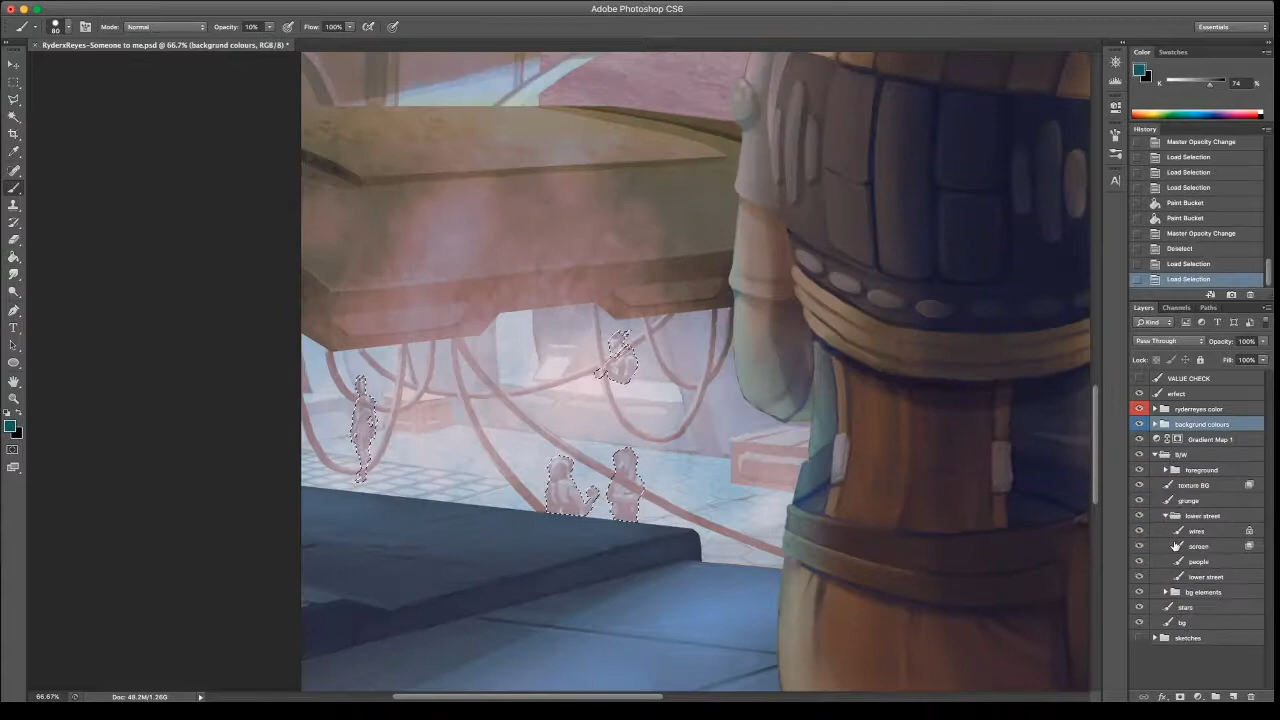 Adobe Photoshop CS6
80
Mode: Normal
Opacity: 10%
Flow: 100%
Essentials
× RyderxReyes-Someone to me.psd @ 66.7% (backgrund colours, RGB/8) *
Color
Swatches
K
74
%
History
Master Opacity Change
Load Selection
Load Selection
Load Selection
Paint Bucket
Paint Bucket
Master Opacity Change
Deselect
Load Selection
Load Selection
Layers
Channels
Paths
Kind
Pass Through
Opacity: 100%
Lock:
Fill: 100%
VALUE CHECK
erfect
ryderreyes color
backgrund colours
Gradient Map 1
B/W
foreground
texture BG
grunge
lower street
wires
screen
people
lower street
bg elements
stars
bg
sketches
66.67%
Doc: 48.2M/1.26G